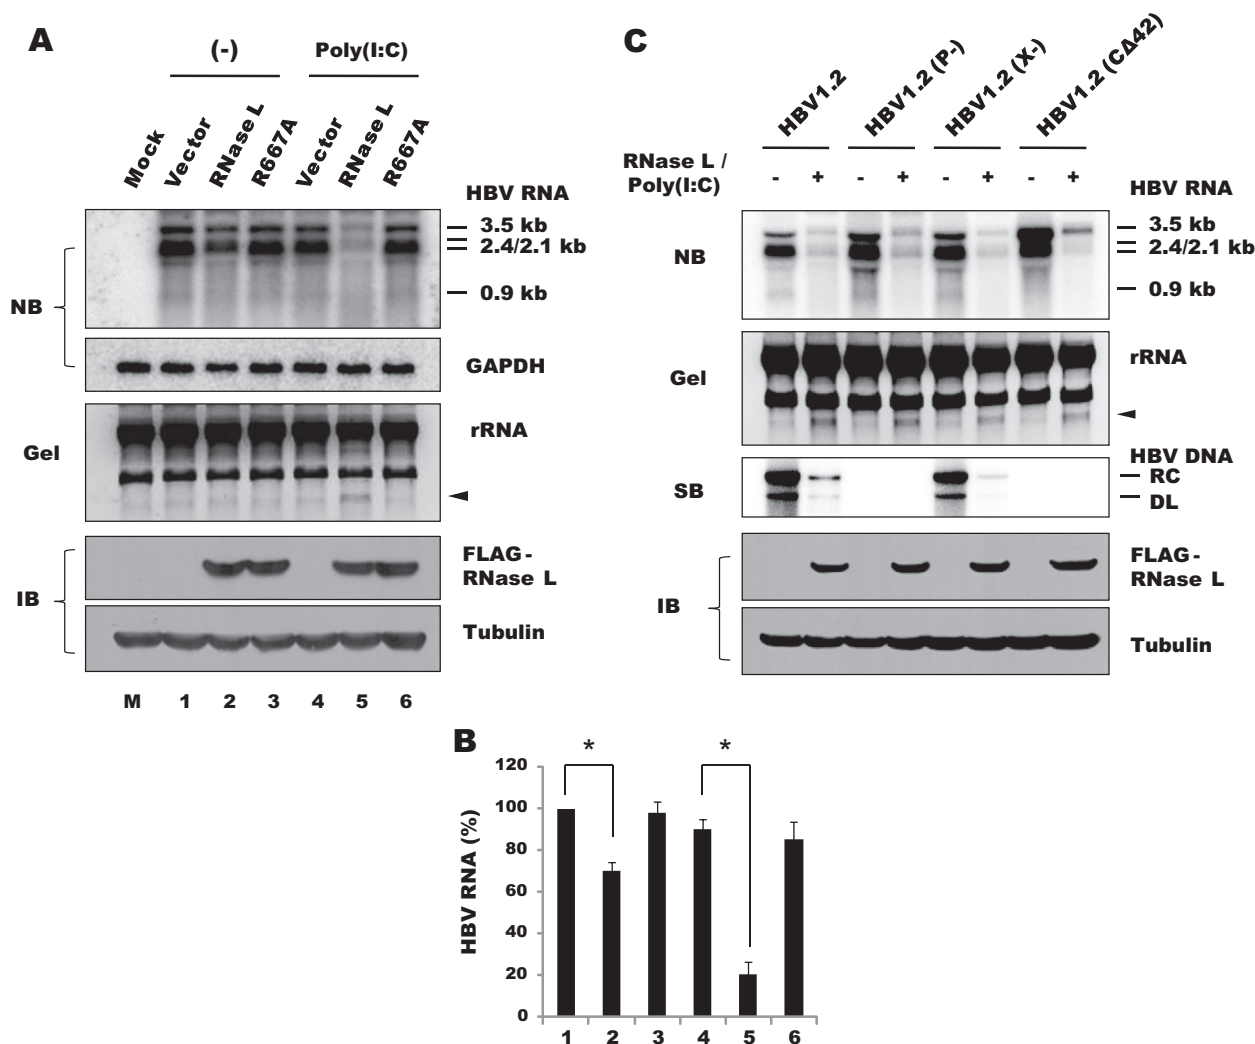 A
(-)
Poly(I:C)
Mock
Vector
RNase L
R667A
Vector
RNase L
R667A
HBV RNA
3.5 kb
2.4/2.1 kb
0.9 kb
NB
GAPDH
Gel
rRNA
IB
FLAG-
RNase L
Tubulin
M 1 2 3 4 5 6
C
HBV1.2
HBV1.2 (P-)
HBV1.2 (X-)
HBV1.2 (CΔ42)
RNase L /
Poly(I:C)
- + - + - + - +
HBV RNA
3.5 kb
2.4/2.1 kb
0.9 kb
NB
Gel
rRNA
HBV DNA
RC
DL
SB
IB
FLAG-
RNase L
Tubulin
B
HBV RNA (%)
120
100
80
60
40
20
0
* *
1 2 3 4 5 6